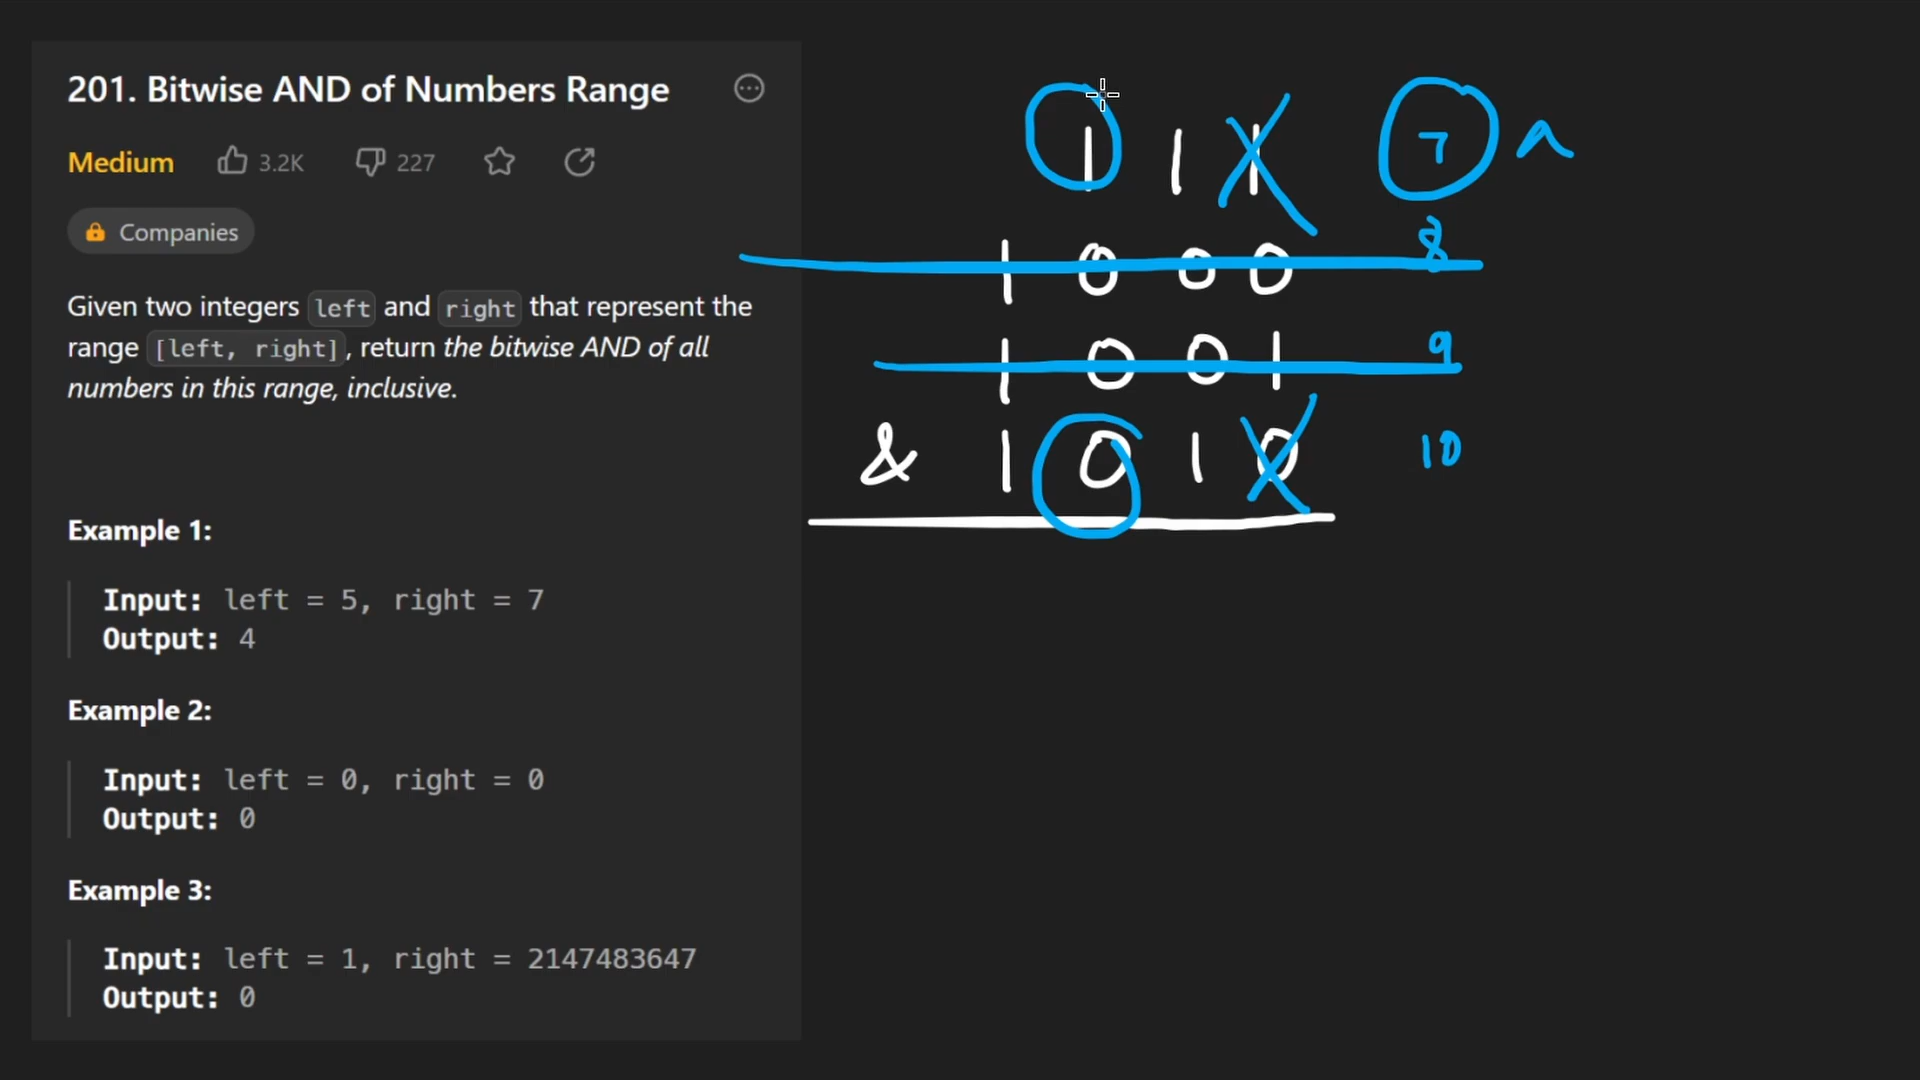 201. Bitwise AND of Numbers Range
Medium 3.2K 227
Companies
Given two integers left and right that represent the
range [left, right], return the bitwise AND of all
numbers in this range, inclusive.
Example 1:
Input: left = 5, right = 7
Output: 4
Example 2:
Input: left = 0, right = 0
Output: 0
Example 3:
Input: left = 1, right = 2147483647
Output: 0
1 1 1 7
1 0 0 0 8
1 0 0 1 9
& 1 0 1 0 10